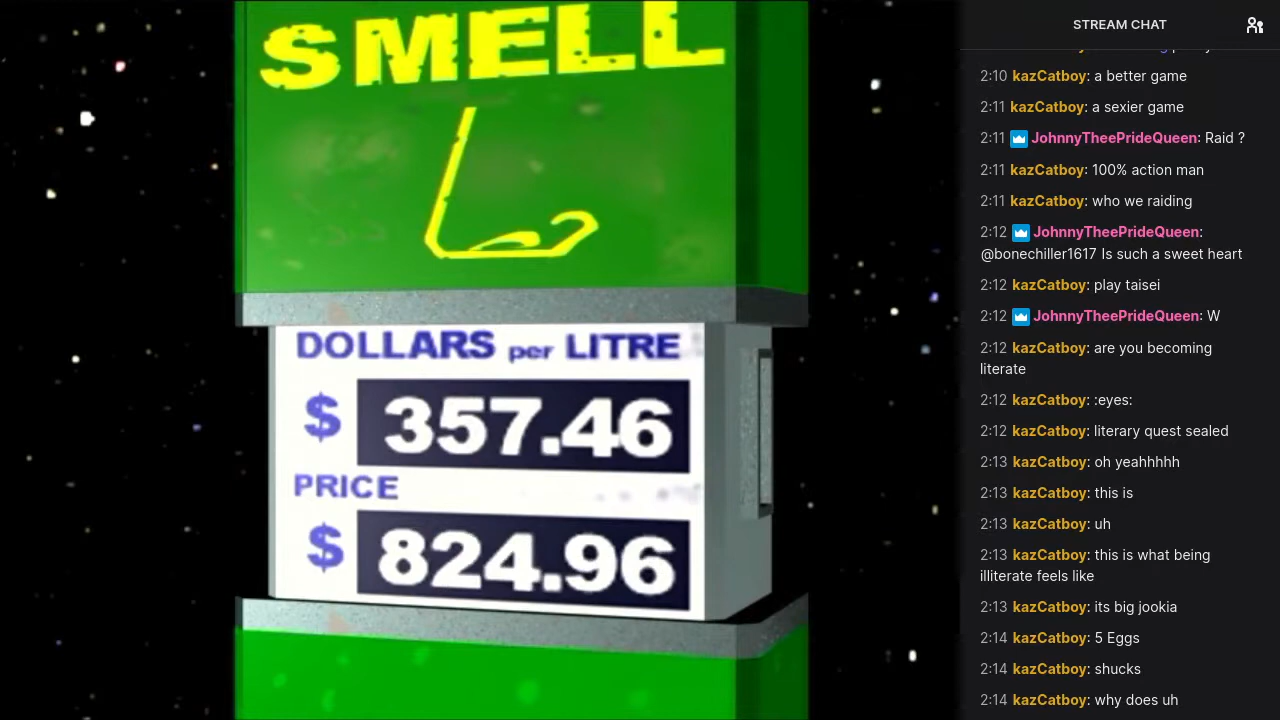 SMELL
DOLLARS per LITRE
$ 357.46
PRICE
$ 824.96
STREAM CHAT
2:10 kazCatboy: a better game
2:11 kazCatboy: a sexier game
2:11 JohnnyTheePrideQueen: Raid ?
2:11 kazCatboy: 100% action man
2:11 kazCatboy: who we raiding
2:12 JohnnyTheePrideQueen:
@bonechiller1617 Is such a sweet heart
2:12 kazCatboy: play taisei
2:12 JohnnyTheePrideQueen: W
2:12 kazCatboy: are you becoming
literate
2:12 kazCatboy: :eyes:
2:12 kazCatboy: literary quest sealed
2:13 kazCatboy: oh yeahhhhh
2:13 kazCatboy: this is
2:13 kazCatboy: uh
2:13 kazCatboy: this is what being
illiterate feels like
2:13 kazCatboy: its big jookia
2:14 kazCatboy: 5 Eggs
2:14 kazCatboy: shucks
2:14 kazCatboy: why does uh